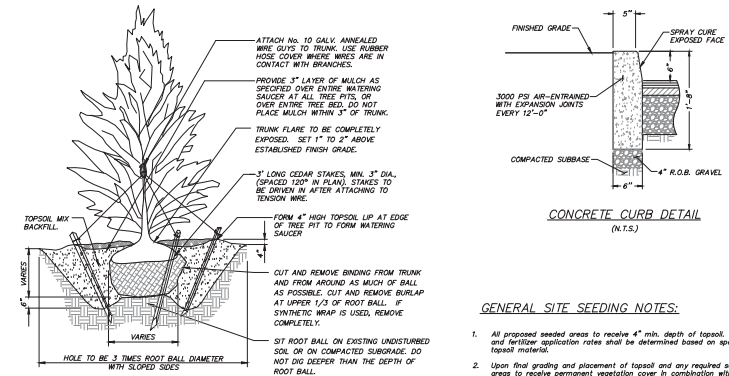 ATTACH No. 10 GALV. ANNEALED
WIRE GUYS TO TRUNK. USE RUBBER
HOSE COVER WHERE WIRES ARE IN
CONTACT WITH BRANCHES.
PROVIDE 3" LAYER OF MULCH AS
SPECIFIED OVER ENTIRE WATERING
SAUCER AT ALL TREE PITS, OR
OVER ENTIRE TREE BED. DO NOT
PLACE MULCH WITHIN 3" OF TRUNK.
TRUNK FLARE TO BE COMPLETELY
EXPOSED. SET 1" TO 2" ABOVE
ESTABLISHED FINISH GRADE.
3' LONG CEDAR STAKES, MIN. 3" DIA.,
(SPACED 120° IN PLAN). STAKES TO
BE DRIVEN IN AFTER ATTACHING TO
TENSION WIRE.
TOPSOIL MIX
BACKFILL.
FORM 4" HIGH TOPSOIL LIP AT EDGE
OF TREE PIT TO FORM WATERING
SAUCER
4"
VARIES
6"
CUT AND REMOVE BINDING FROM TRUNK
AND FROM AROUND AS MUCH OF BALL
AS POSSIBLE. CUT AND REMOVE BURLAP
AT UPPER 1/3 OF ROOT BALL. IF
SYNTHETIC WRAP IS USED, REMOVE
COMPLETELY.
VARIES
SIT ROOT BALL ON EXISTING UNDISTURBED
SOIL OR ON COMPACTED SUBGRADE. DO
NOT DIG DEEPER THAN THE DEPTH OF
ROOT BALL.
HOLE TO BE 3 TIMES ROOT BALL DIAMETER
WITH SLOPED SIDES
5"
FINISHED GRADE
SPRAY CURE
EXPOSED FACE
6"
1'-8"
3000 PSI AIR-ENTRAINED
WITH EXPANSION JOINTS
EVERY 12'-0"
COMPACTED SUBBASE
4" R.O.B. GRAVEL
6"
CONCRETE CURB DETAIL
(N.T.S.)
GENERAL SITE SEEDING NOTES:
1. All proposed seeded areas to receive 4" min. depth of topsoil.
and fertilizer application rates shall be determined based on
topsoil material.
2. Upon final grading and placement of topsoil and any required
areas to receive permanent vegetation cover in combination